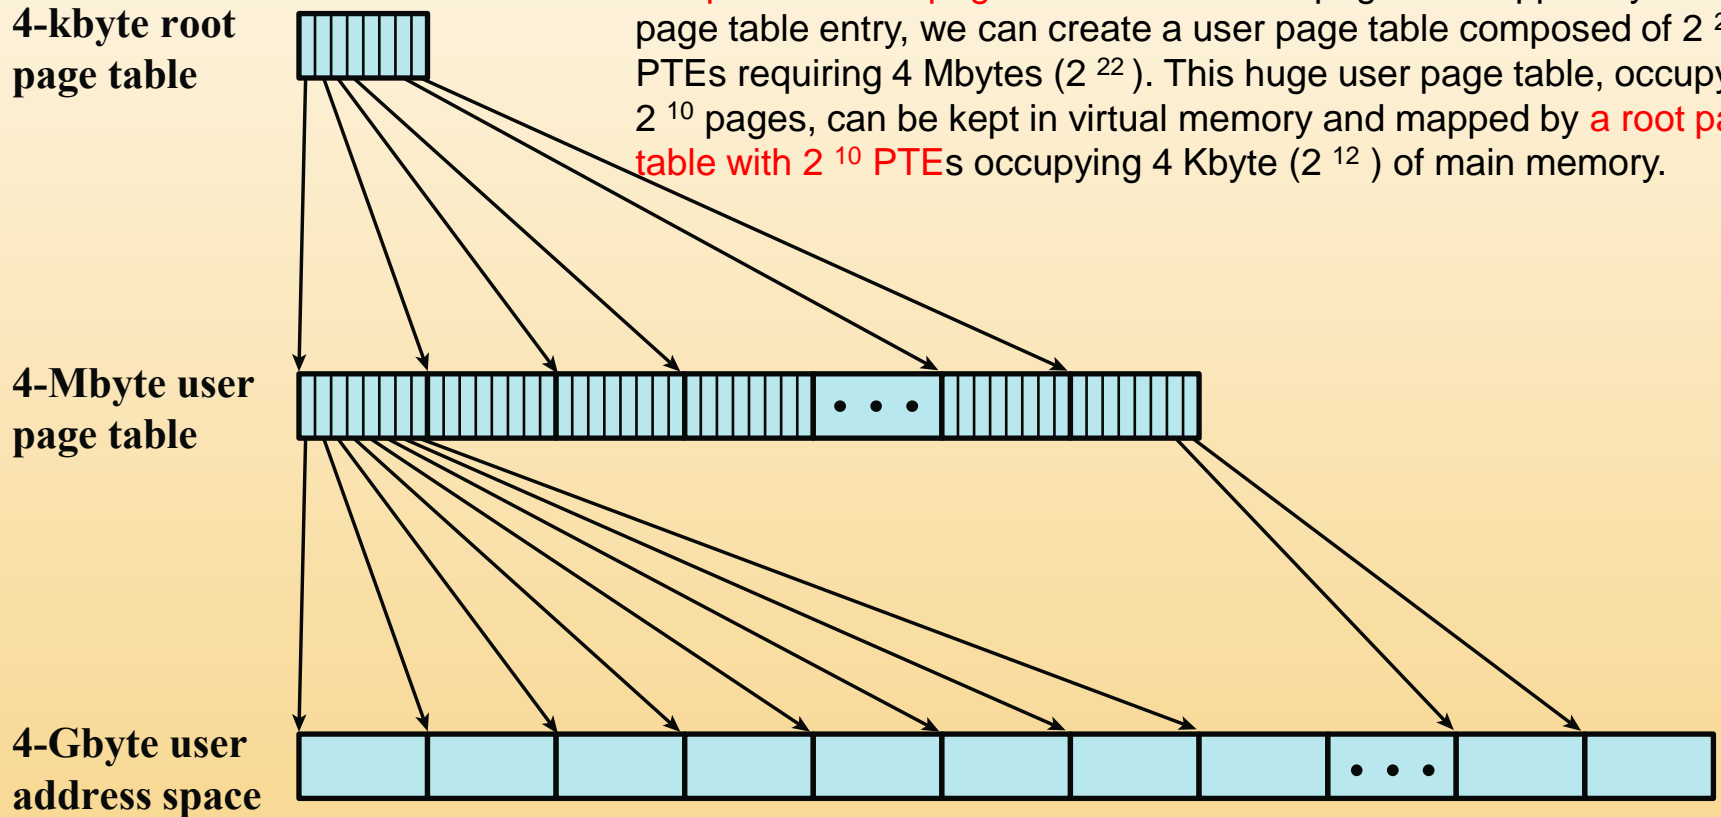 4-kbyte root
page table
page table entry, we can create a user page table composed of 2
PTEs requiring 4 Mbytes (2 22 ). This huge user page table,
2 10 pages, can be kept in virtual memory and mapped by a root
table with 2 10 PTEs occupying 4 Kbyte (2 12 ) of main memory.
4-Mbyte user
page table
• • •
4-Gbyte user
address space
• • •